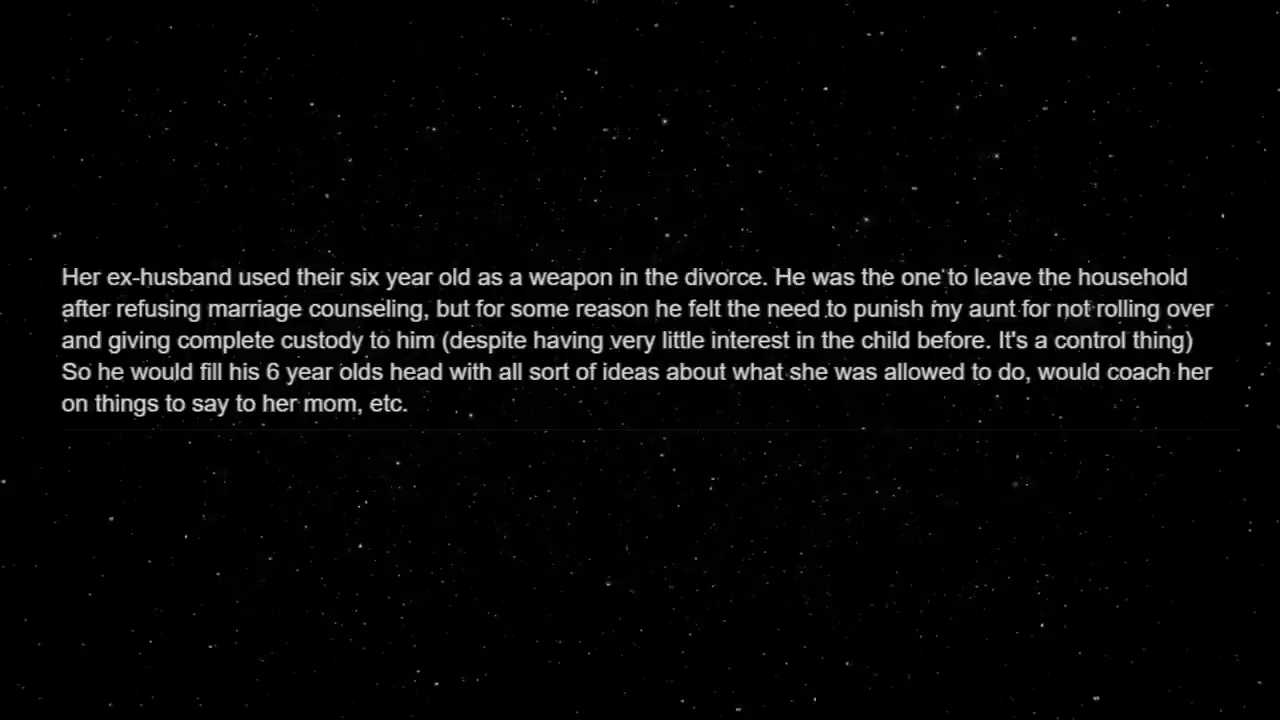 Her ex-husband used their six year old as a weapon in the divorce. He was the one to leave the household
after refusing marriage counseling, but for some reason he felt the need to punish my aunt for not rolling over
and giving complete custody to him (despite having very little interest in the child before. It's a control thing)
So he would fill his 6 year olds head with all sort of ideas about what she was allowed to do, would coach her
on things to say to her mom, etc.